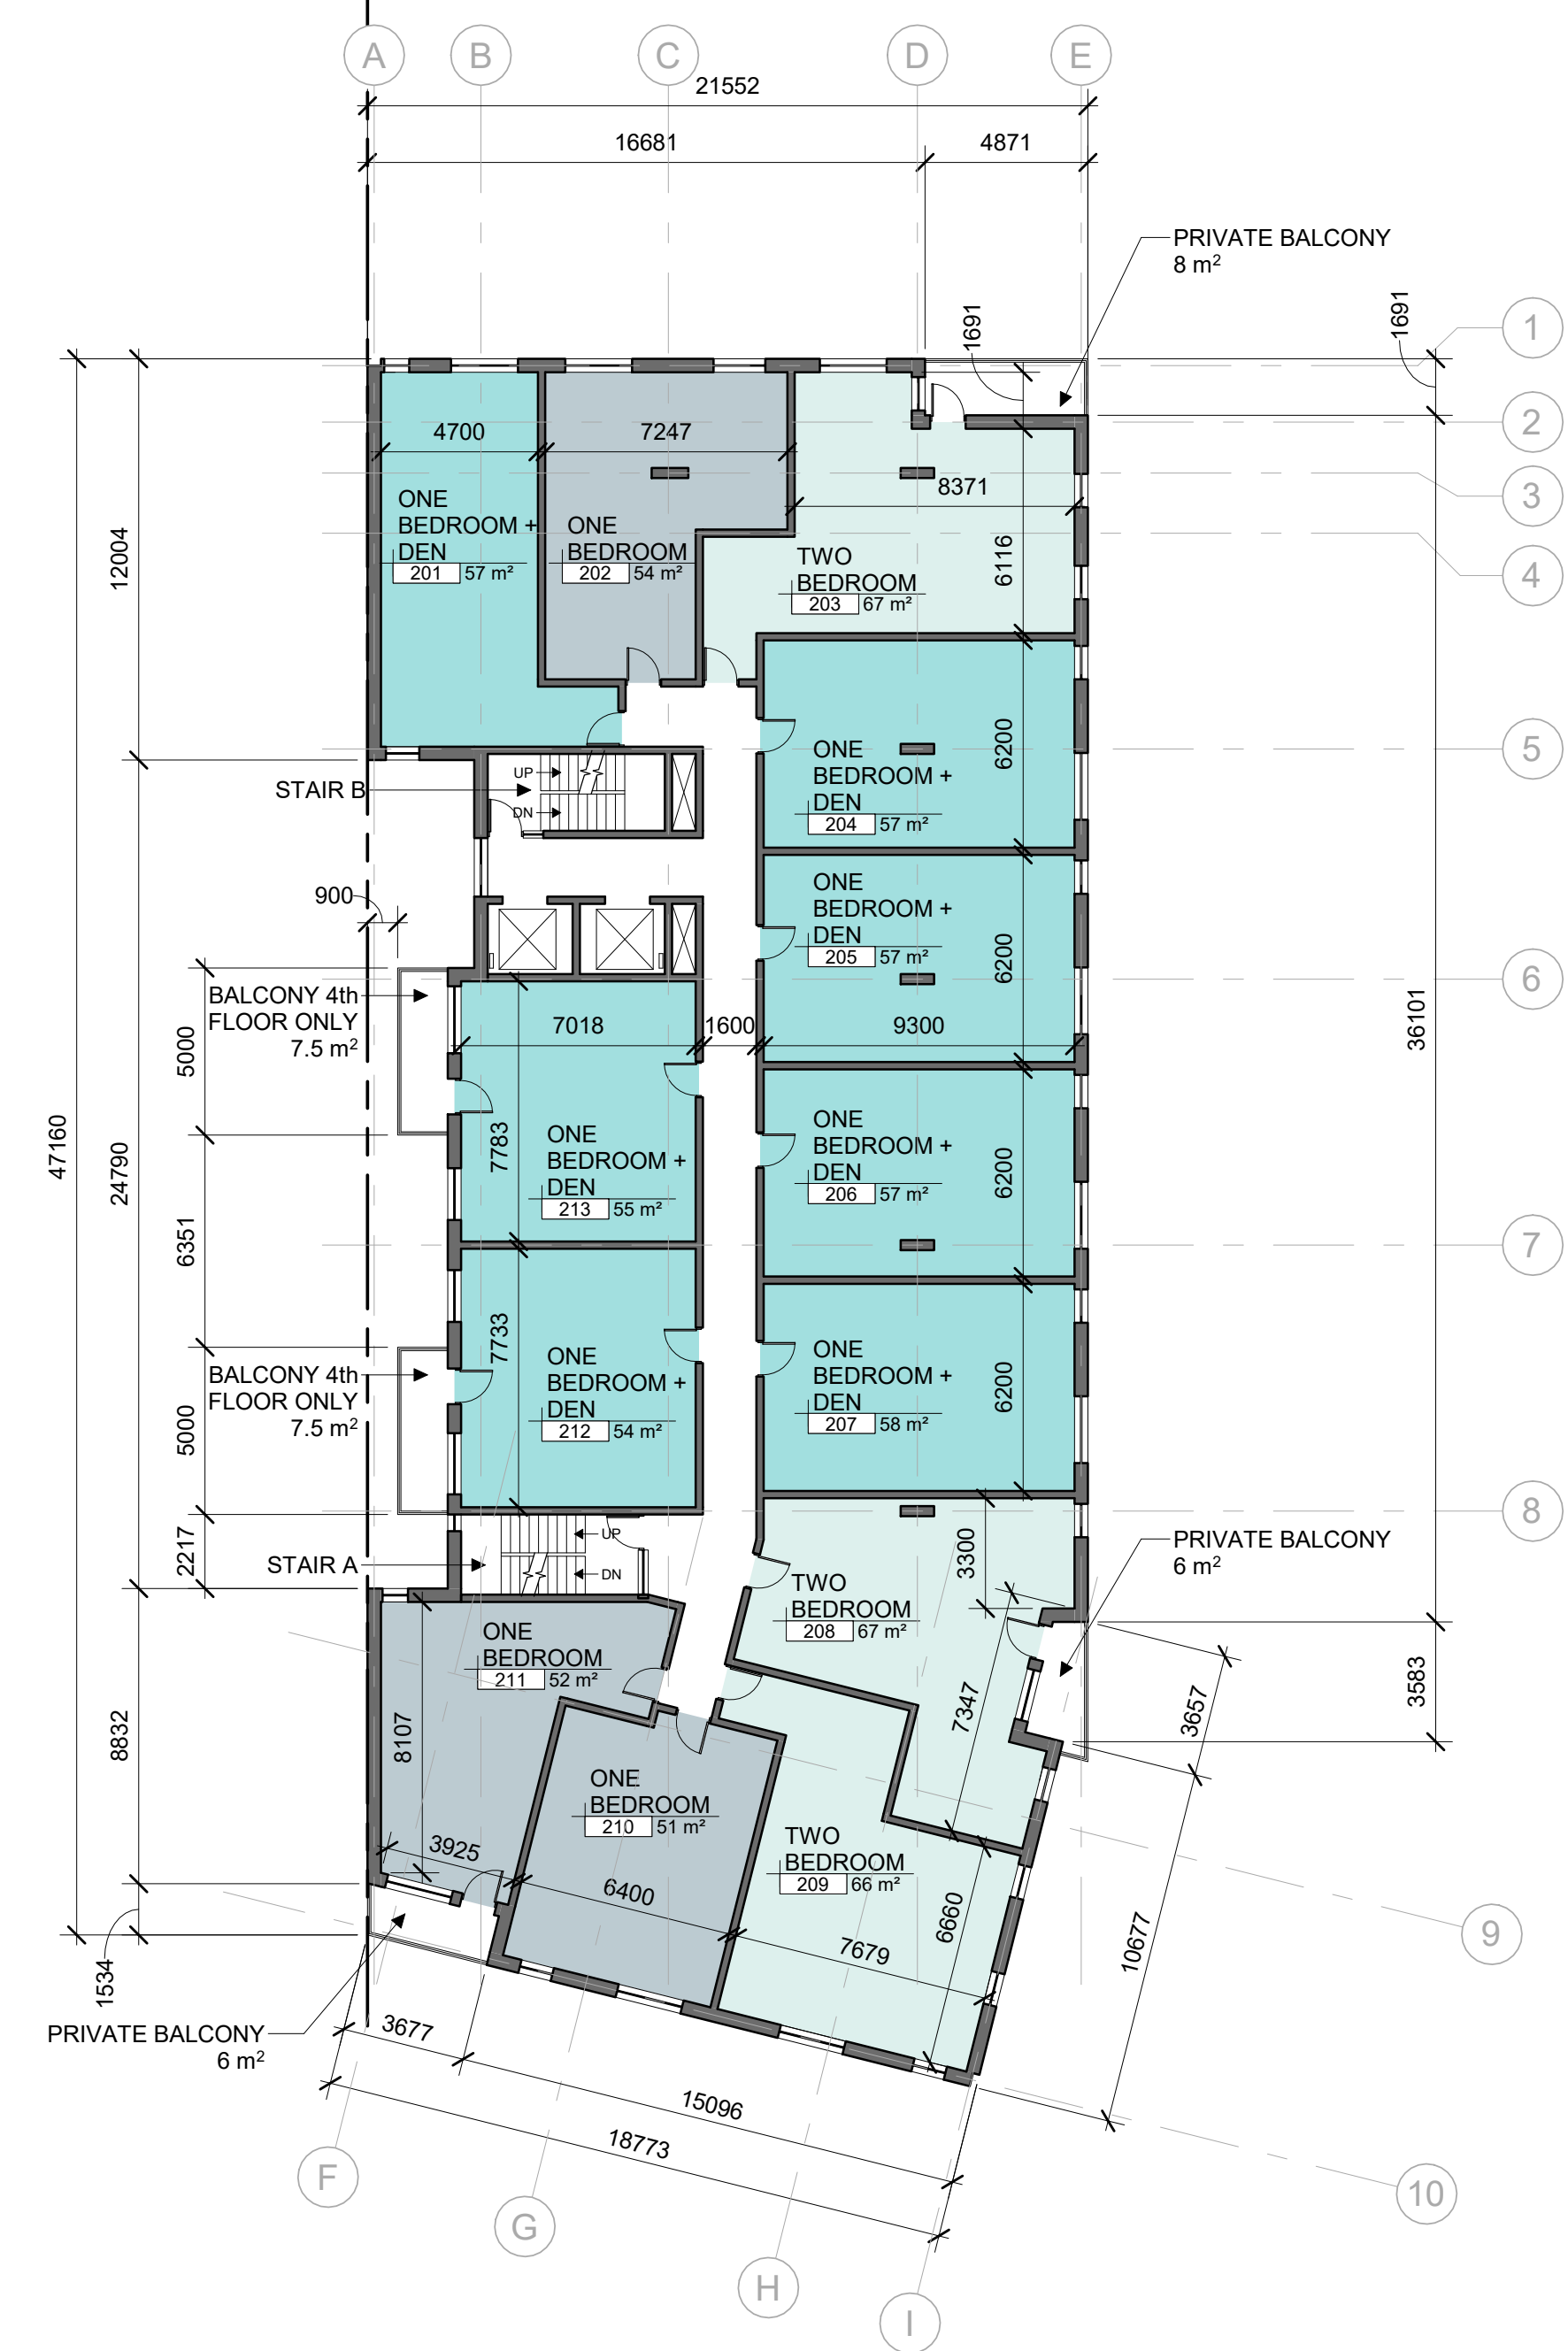 A
B
C
D
E
21552
16681
4871
PRIVATE BALCONY
8 m²
1691
1691
1
2
3
4
4700
7247
8371
12004
ONE
BEDROOM +
DEN
201 57 m²
ONE
BEDROOM
202 54 m²
TWO
BEDROOM
203 67 m²
6116
5
ONE
BEDROOM +
DEN
204 57 m²
6200
STAIR B
UP
DN
900
ONE
BEDROOM +
DEN
205 57 m²
6200
6
BALCONY 4th
FLOOR ONLY
7.5 m²
5000
7018
1600
9300
36101
47160
24790
7783
ONE
BEDROOM +
DEN
213 55 m²
ONE
BEDROOM +
DEN
206 57 m²
6200
6351
7
BALCONY 4th
FLOOR ONLY
7.5 m²
5000
7733
ONE
BEDROOM +
DEN
212 54 m²
ONE
BEDROOM +
DEN
207 58 m²
6200
8
2217
STAIR A
UP
DN
3300
PRIVATE BALCONY
6 m²
TWO
BEDROOM
208 67 m²
ONE
BEDROOM
211 52 m²
8832
8107
7347
3657
3583
ONE
BEDROOM
210 51 m²
TWO
BEDROOM
209 66 m²
3925
6400
7679
6660
10677
9
1534
PRIVATE BALCONY
6 m²
3677
15096
18773
F
G
H
I
10